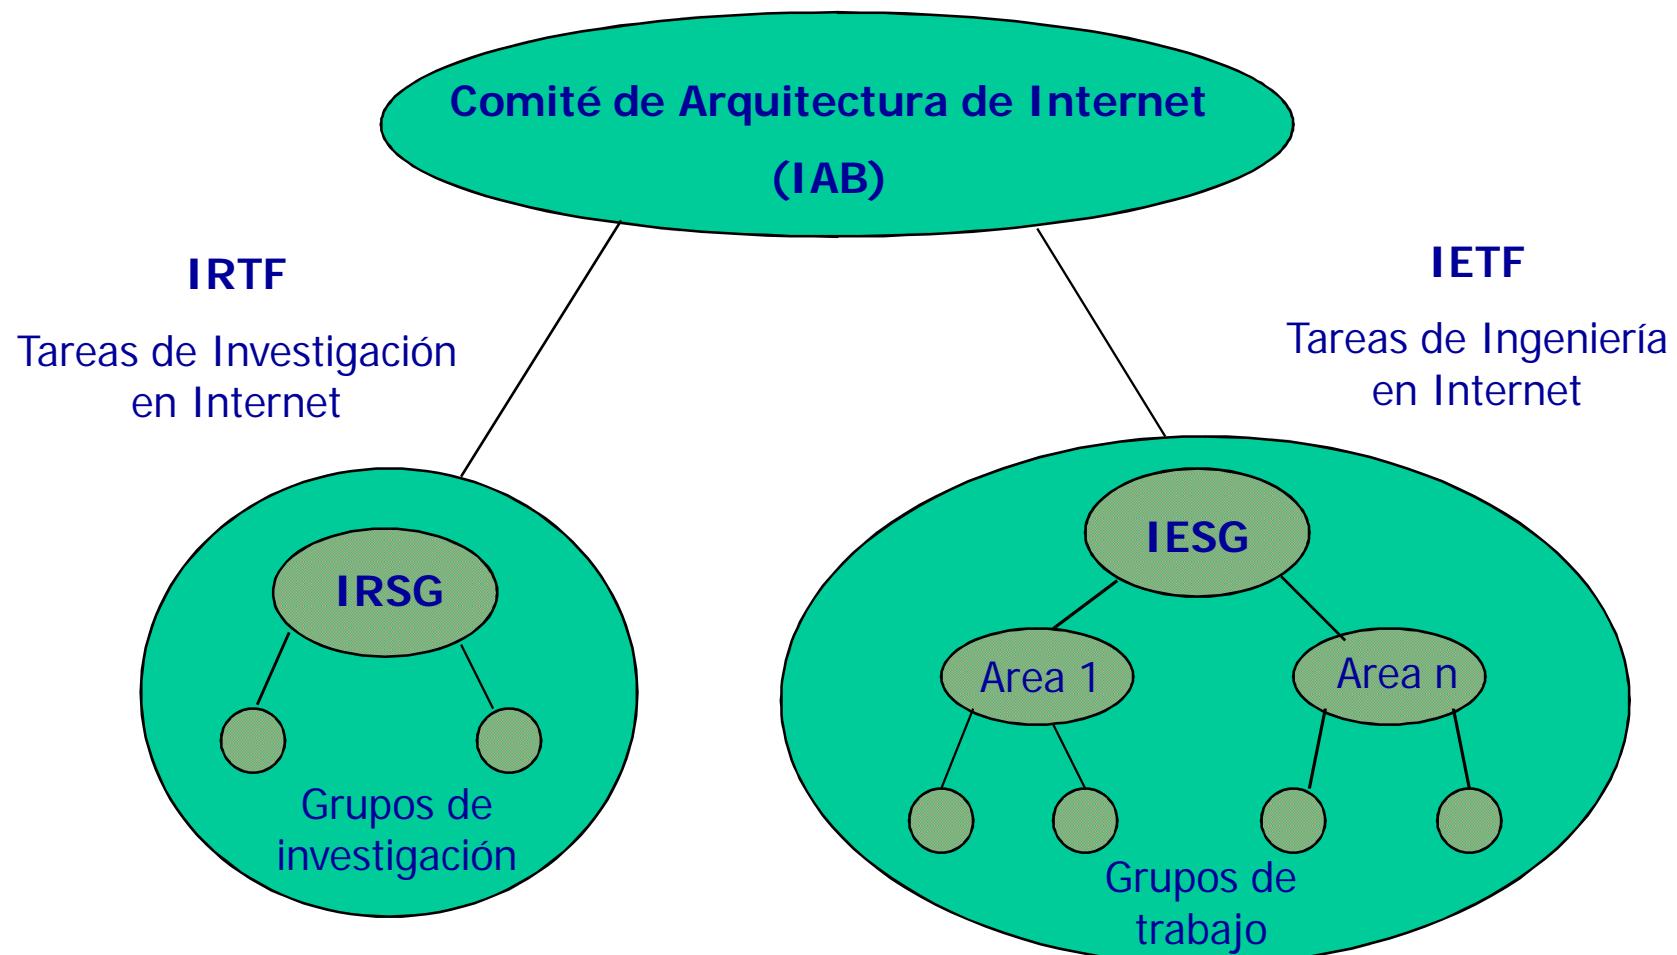 Comité de Arquitectura de Internet
(IAB)
IRTF
Tareas de Investigación
en Internet
IETF
Tareas de Ingeniería
en Internet
IRSG
Grupos de
investigación
IESG
Area 1
Area n
Grupos de
trabajo